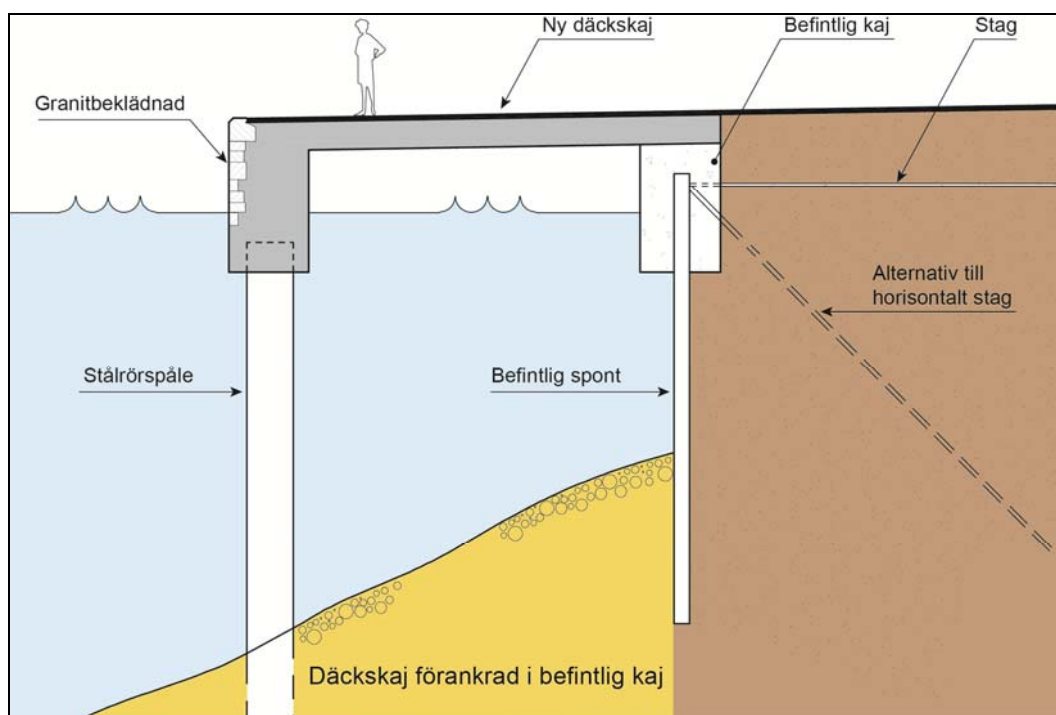 Ny däckskaj
Befintlig kaj
Stag
Granitbeklädnad
Alternativ till
horisontalt stag
Stålrörspåle
Befintlig spont
Däckskaj förankrad i befintlig kaj